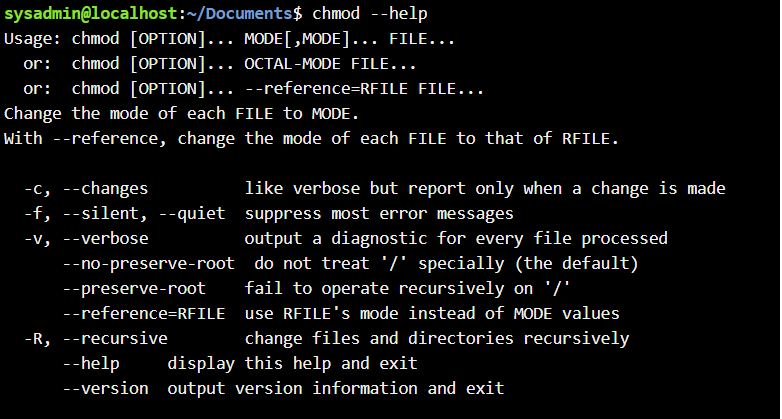 sysadmin@localhost:~/Documents$ chmod --help
Usage: chmod [OPTION]... MODE[,MODE]... FILE...
  or:  chmod [OPTION]... OCTAL-MODE FILE...
  or:  chmod [OPTION]... --reference=RFILE FILE...
Change the mode of each FILE to MODE.
With --reference, change the mode of each FILE to that of RFILE.

  -c, --changes          like verbose but report only when a change is made
  -f, --silent, --quiet  suppress most error messages
  -v, --verbose          output a diagnostic for every file processed
      --no-preserve-root  do not treat '/' specially (the default)
      --preserve-root    fail to operate recursively on '/'
      --reference=RFILE  use RFILE's mode instead of MODE values
  -R, --recursive        change files and directories recursively
      --help     display this help and exit
      --version  output version information and exit